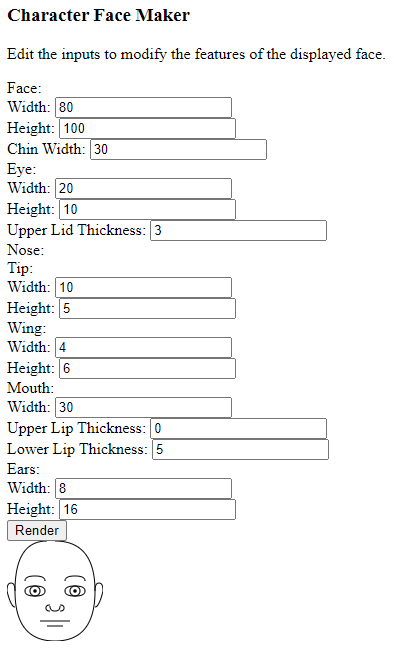 Character Face Maker
Edit the inputs to modify the features of the displayed face.
Face:
Width: 80
Height: 100
Chin Width: 30
Eye:
Width: 20
Height: 10
Upper Lid Thickness: 3
Nose:
Tip:
Width: 10
Height: 5
Wing:
Width: 4
Height: 6
Mouth:
Width: 30
Upper Lip Thickness: 0
Lower Lip Thickness: 5
Ears:
Width: 8
Height: 16
Render